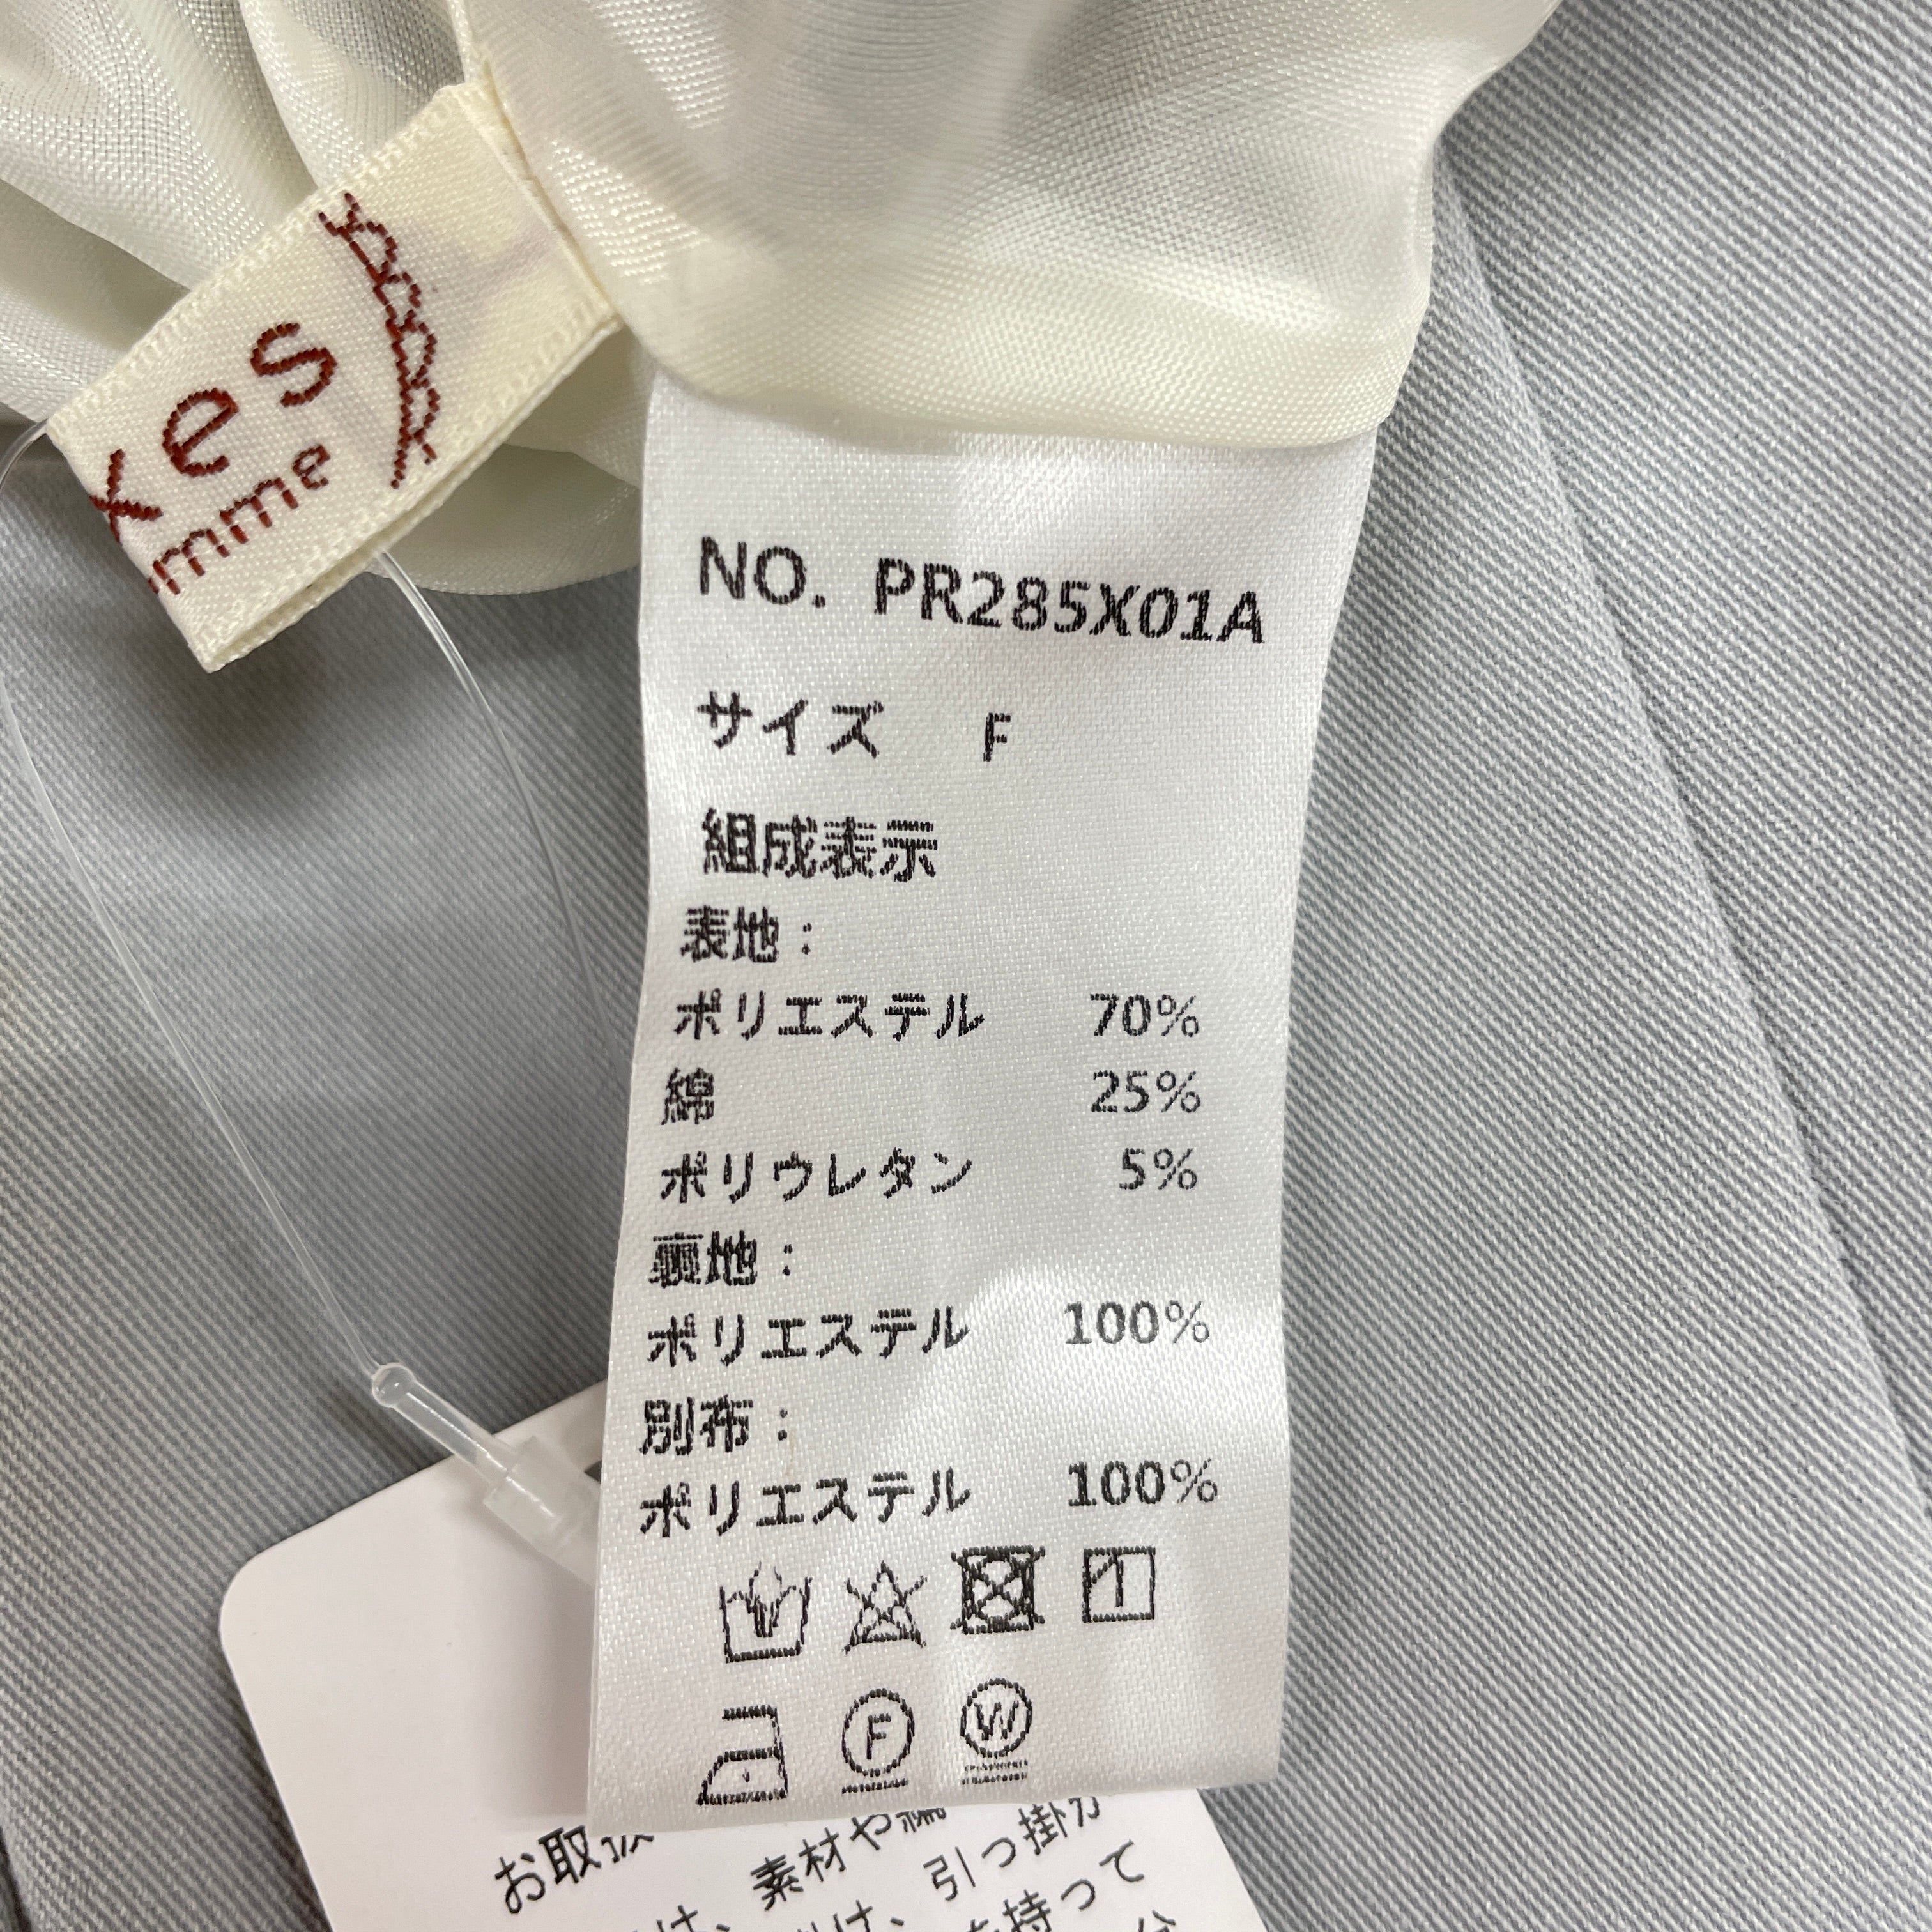 xes
mme
NO. PR285X01A
サイズ F
組成表示
表地：
ポリエステル 70%
綿 25%
ポリウレタン 5%
裏地：
ポリエステル 100%
別布：
ポリエステル 100%
F W
お取扱
は、素材や編
引っ掛か
を持って